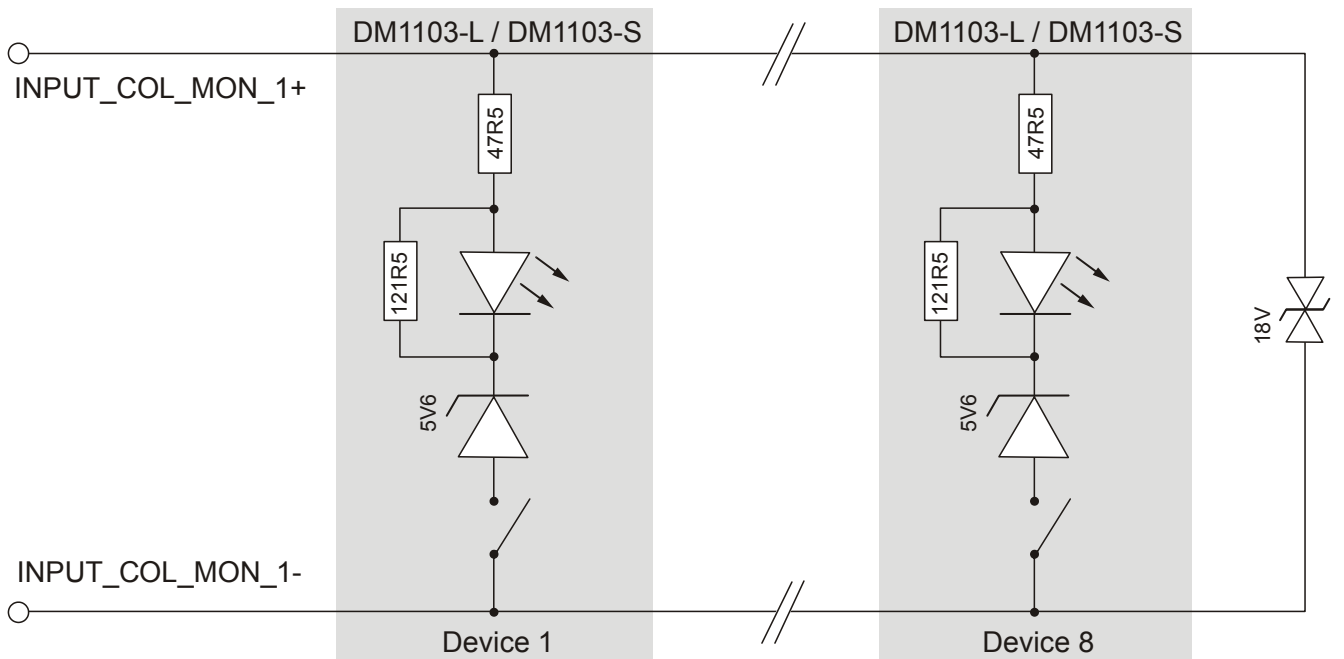 DM1103-L / DM1103-S
DM1103-L / DM1103-S
INPUT_COL_MON_1+
47R5
47R5
121R5
121R5
18V
5V6
5V6
INPUT_COL_MON_1-
Device 1
Device 8